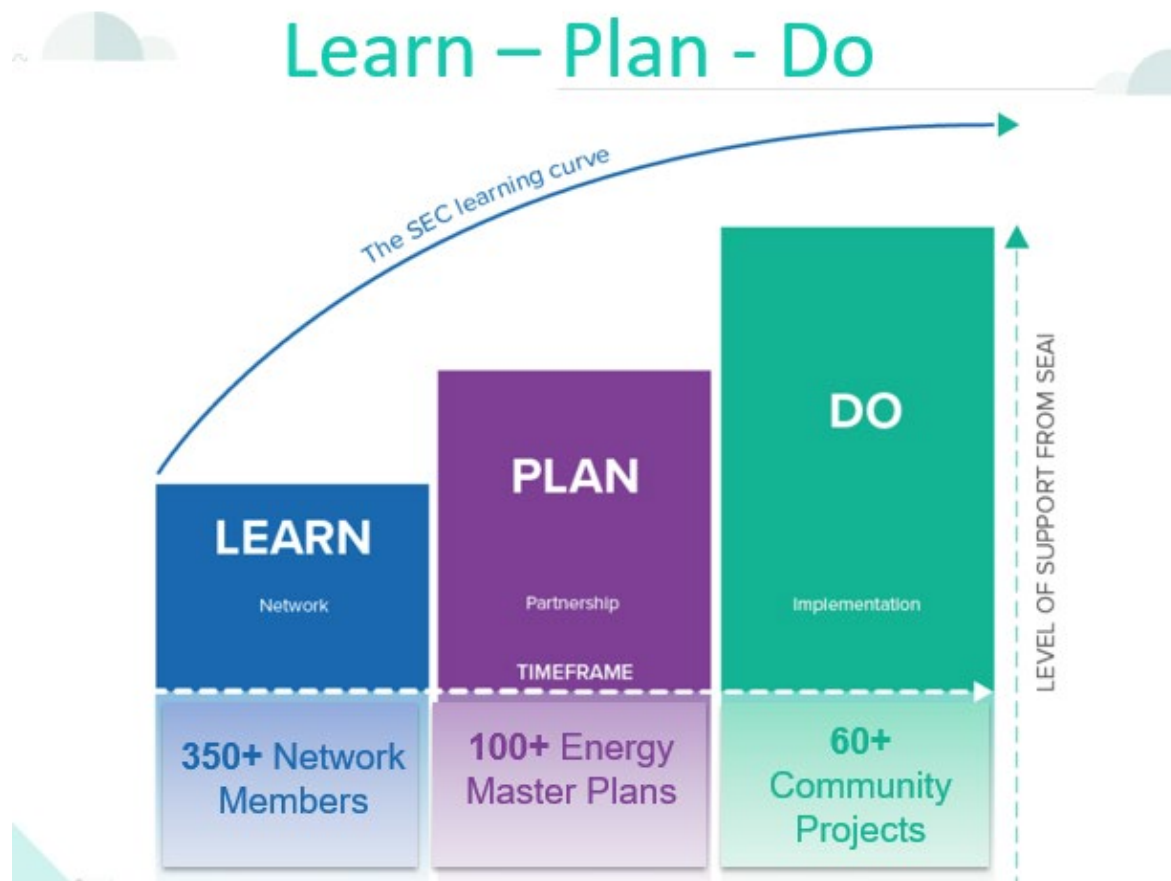 Learn – Plan - Do
The SEC learning curve
LEARN
Network
PLAN
Partnership
DO
Implementation
TIMEFRAME
LEVEL OF SUPPORT FROM SEAI
350+ Network
Members
100+ Energy
Master Plans
60+
Community
Projects